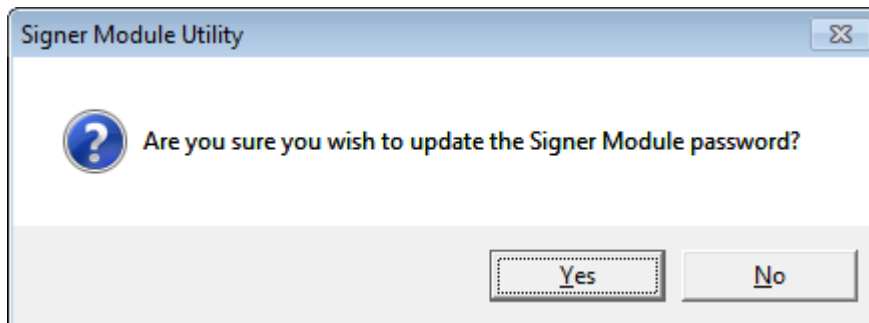 Signer Module Utility
Are you sure you wish to update the Signer Module password?
Yes
No